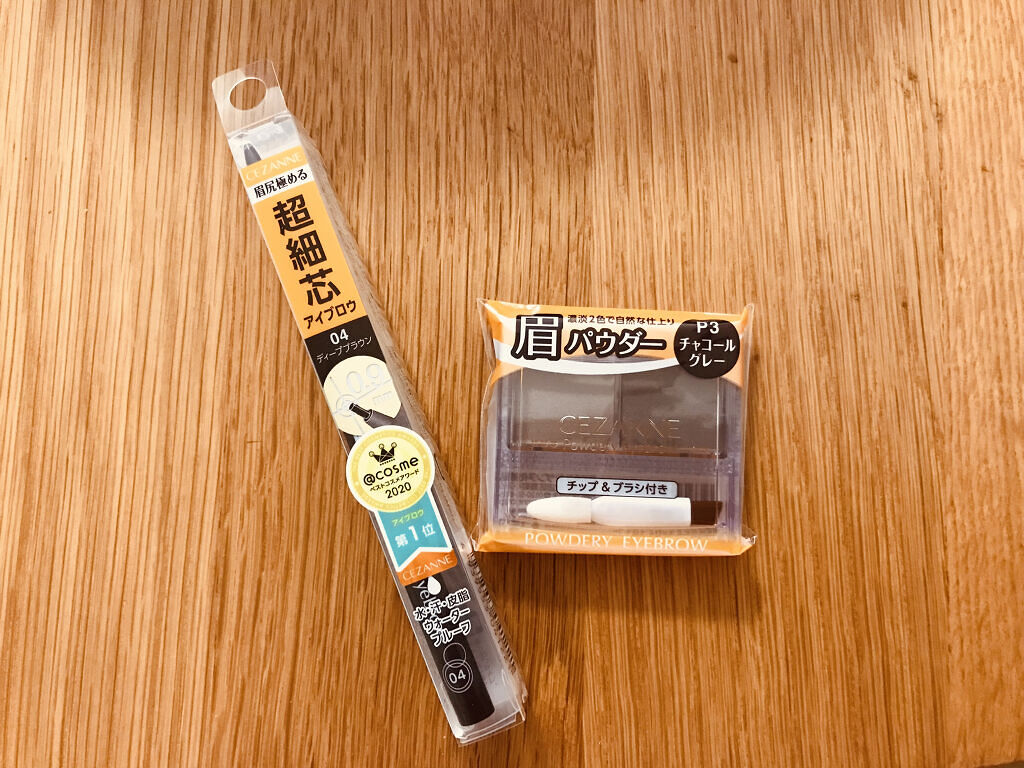 CEZANNE
眉尻極める
超細芯
アイブロウ
04
ディープブラウン
0.9
mm
@cosme
ベストコスメアワード
2020
アイブロウ
第1位
CEZANNE
水・汗・皮脂
ウォーター
プルーフ
04
濃淡2色で自然な仕上り
眉パウダー
P3
チャコール
グレー
CEZANNE
チップ&ブラシ付き
POWDERY EYEBROW